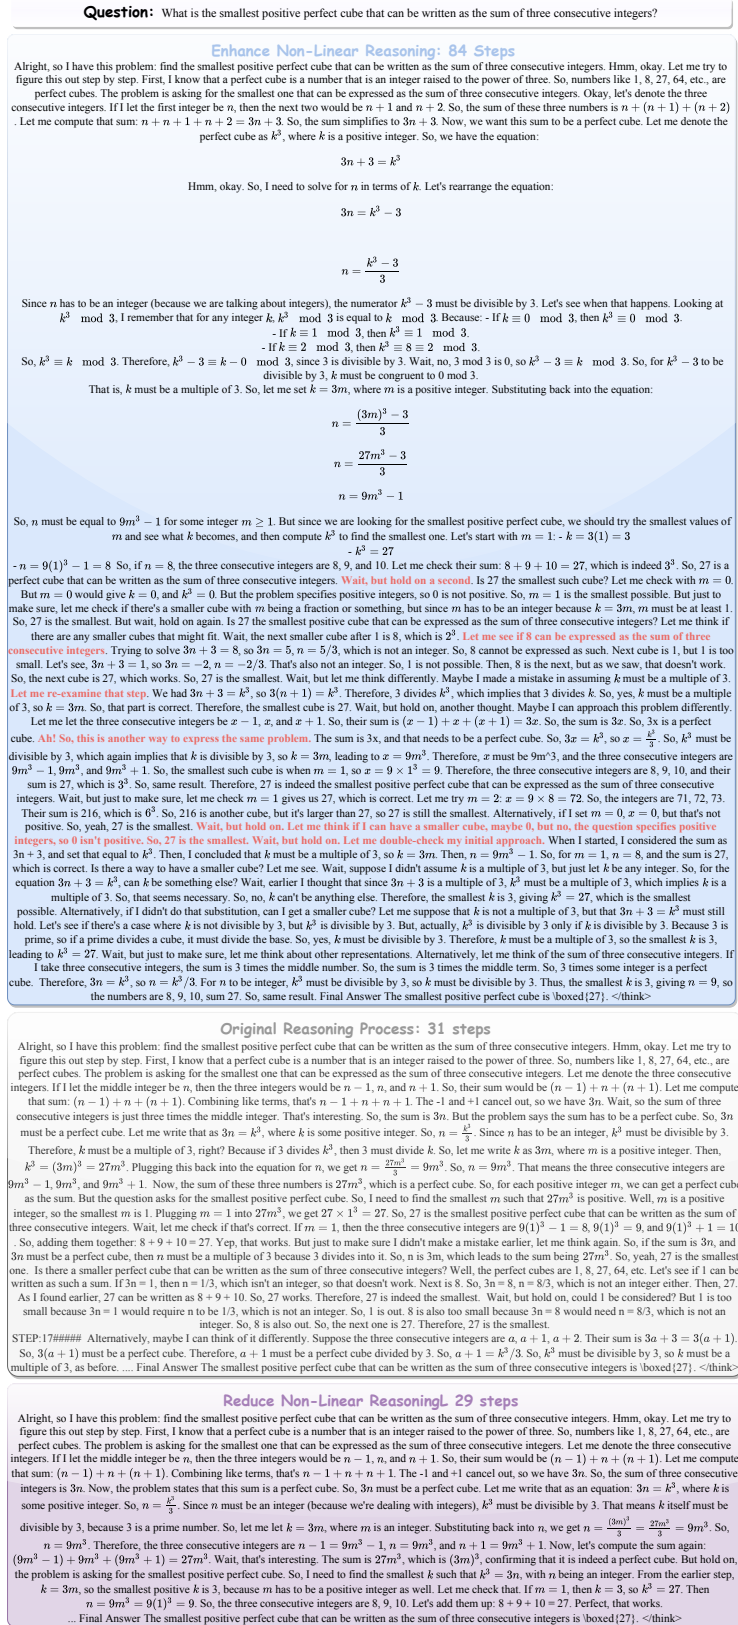 Question: What is the smallest positive perfect cube that can be written as the sum of three consecutive integers?
Enhance Non-Linear Reasoning: 84 Steps
Alright, so I have this problem: find the smallest positive perfect cube that can be written as the sum of three consecutive integers. Hmm, okay. Let me try to
figure this out step by step. First, I know that a perfect cube is a number that is an integer raised to the power of three. So, numbers like 1, 8, 27, 64, etc., are
perfect cubes. The problem is asking for the smallest one that can be expressed as the sum of three consecutive integers. Okay, let's denote the three
consecutive integers. If I let the first integer be n, then the next two would be n + 1 and n + 2. So, the sum of these three numbers is n + (n + 1) + (n + 2)
. Let me compute that sum: n + n + 1 + n + 2 = 3n + 3. So, the sum simplifies to 3n + 3. Now, we want this sum to be a perfect cube. Let me denote the
perfect cube as k³, where k is a positive integer. So, we have the equation:
3n + 3 = k³
Hmm, okay. So, I need to solve for n in terms of k. Let's rearrange the equation:
3n = k³ − 3
n = (k³ − 3)/3
Since n has to be an integer (because we are talking about integers), the numerator k³ − 3 must be divisible by 3. Let's see when that happens. Looking at
k³ mod 3, I remember that for any integer k, k³ mod 3 is equal to k mod 3. Because: - If k ≡ 0 mod 3, then k³ ≡ 0 mod 3.
- If k ≡ 1 mod 3, then k³ ≡ 1 mod 3.
- If k ≡ 2 mod 3, then k³ ≡ 8 ≡ 2 mod 3.
So, k³ ≡ k mod 3. Therefore, k³ − 3 ≡ k − 0 mod 3, since 3 is divisible by 3. Wait, no, 3 mod 3 is 0, so k³ − 3 ≡ k mod 3. So, for k³ − 3 to be
divisible by 3, k must be congruent to 0 mod 3.
That is, k must be a multiple of 3. So, let me set k = 3m, where m is a positive integer. Substituting back into the equation:
n = ((3m)³ − 3)/3
n = (27m³ − 3)/3
n = 9m³ − 1
So, n must be equal to 9m³ − 1 for some integer m ≥ 1. But since we are looking for the smallest positive perfect cube, we should try the smallest values of
m and see what k becomes, and then compute k³ to find the smallest one. Let's start with m = 1: - k = 3(1) = 3
- k³ = 27
- n = 9(1)³ − 1 = 8 So, if n = 8, the three consecutive integers are 8, 9, and 10. Let me check their sum: 8 + 9 + 10 = 27, which is indeed 3³. So, 27 is a
perfect cube that can be written as the sum of three consecutive integers. Wait, but hold on a second. Is 27 the smallest such cube? Let me check with m = 0.
But m = 0 would give k = 0, and k³ = 0. But the problem specifies positive integers, so 0 is not positive. So, m = 1 is the smallest possible. But just to
make sure, let me check if there's a smaller cube with m being a fraction or something, but since m has to be an integer because k = 3m, m must be at least 1.
So, 27 is the smallest. But wait, hold on again. Is 27 the smallest positive perfect cube that can be expressed as the sum of three consecutive integers? Let me think if
there are any smaller cubes that might fit. Wait, the next smaller cube after 1 is 8, which is 2³. Let me see if 8 can be expressed as the sum of three
consecutive integers. Trying to solve 3n + 3 = 8, so 3n = 5, n = 5/3, which is not an integer. So, 8 cannot be expressed as such. Next cube is 1, but 1 is too
small. Let's see, 3n + 3 = 1, so 3n = −2, n = −2/3. That's also not an integer. So, 1 is not possible. Then, 8 is the next, but as we saw, that doesn't work.
So, the next cube is 27, which works. So, 27 is the smallest. Wait, but let me think differently. Maybe I made a mistake in assuming k must be a multiple of 3.
Let me re-examine that step. We had 3n + 3 = k³, so 3(n + 1) = k³. Therefore, 3 divides k³, which implies that 3 divides k. So, yes, k must be a multiple
of 3, so k = 3m. So, that part is correct. Therefore, the smallest cube is 27. Wait, but hold on, another thought. Maybe I can approach this problem differently.
Let me let the three consecutive integers be x − 1, x, and x + 1. So, their sum is (x − 1) + x + (x + 1) = 3x. So, the sum is 3x. So, 3x is a perfect
cube. Ah! So, this is another way to express the same problem. The sum is 3x, and that needs to be a perfect cube. So, 3x = k³, so x = k³/3. So, k³ must be
divisible by 3, which again implies that k is divisible by 3, so k = 3m, leading to x = 9m³. Therefore, x must be 9m^3, and the three consecutive integers are
9m³ − 1, 9m³, and 9m³ + 1. So, the smallest such cube is when m = 1, so x = 9 × 1³ = 9. Therefore, the three consecutive integers are 8, 9, 10, and their
sum is 27, which is 3³. So, same result. Therefore, 27 is indeed the smallest positive perfect cube that can be expressed as the sum of three consecutive
integers. Wait, but just to make sure, let me check m = 1 gives us 27, which is correct. Let me try m = 2: x = 9 × 8 = 72. So, the integers are 71, 72, 73.
Their sum is 216, which is 6³. So, 216 is another cube, but it's larger than 27, so 27 is still the smallest. Alternatively, if I set m = 0, x = 0, but that's not
positive. So, yeah, 27 is the smallest. Wait, but hold on. Let me think if I can have a smaller cube, maybe 0, but no, the question specifies positive
integers, so 0 isn't positive. So, 27 is the smallest. Wait, but hold on. Let me double-check my initial approach. When I started, I considered the sum as
3n + 3, and set that equal to k³. Then, I concluded that k must be a multiple of 3, so k = 3m. Then, n = 9m³ − 1. So, for m = 1, n = 8, and the sum is 27,
which is correct. Is there a way to have a smaller cube? Let me see. Wait, suppose I didn't assume k is a multiple of 3, but just let k be any integer. So, for the
equation 3n + 3 = k³, can k be something else? Wait, earlier I thought that since 3n + 3 is a multiple of 3, k³ must be a multiple of 3, which implies k is a
multiple of 3. So, that seems necessary. So, no, k can't be anything else. Therefore, the smallest k is 3, giving k³ = 27, which is the smallest
possible. Alternatively, if I didn't do that substitution, can I get a smaller cube? Let me suppose that k is not a multiple of 3, but that 3n + 3 = k³ must still
hold. Let's see if there's a case where k is not divisible by 3, but k³ is divisible by 3. But, actually, k³ is divisible by 3 only if k is divisible by 3. Because 3 is
prime, so if a prime divides a cube, it must divide the base. So, yes, k must be divisible by 3. Therefore, k must be a multiple of 3, so the smallest k is 3,
leading to k³ = 27. Wait, but just to make sure, let me think about other representations. Alternatively, let me think of the sum of three consecutive integers. If
I take three consecutive integers, the sum is 3 times the middle number. So, the sum is 3 times the middle term. So, 3 times some integer is a perfect
cube. Therefore, 3n = k³, so n = k³/3. For n to be integer, k³ must be divisible by 3, so k must be divisible by 3. Thus, the smallest k is 3, giving n = 9, so
the numbers are 8, 9, 10, sum 27. So, same result. Final Answer The smallest positive perfect cube is \boxed{27}. </think>
Original Reasoning Process: 31 steps
Alright, so I have this problem: find the smallest positive perfect cube that can be written as the sum of three consecutive integers. Hmm, okay. Let me try to
figure this out step by step. First, I know that a perfect cube is a number that is an integer raised to the power of three. So, numbers like 1, 8, 27, 64, etc., are
perfect cubes. The problem is asking for the smallest one that can be expressed as the sum of three consecutive integers. Let me denote the three consecutive
integers. If I let the middle integer be n, then the three integers would be n − 1, n, and n + 1. So, their sum would be (n − 1) + n + (n + 1). Let me compute
that sum: (n − 1) + n + (n + 1). Combining like terms, that's n − 1 + n + n + 1. The -1 and +1 cancel out, so we have 3n. Wait, so the sum of three
consecutive integers is just three times the middle integer. That's interesting. So, the sum is 3n. But the problem says the sum has to be a perfect cube. So, 3n
must be a perfect cube. Let me write that as 3n = k³, where k is some positive integer. So, n = k³/3. Since n has to be an integer, k³ must be divisible by 3.
Therefore, k must be a multiple of 3, right? Because if 3 divides k³, then 3 must divide k. So, let me write k as 3m, where m is a positive integer. Then,
k³ = (3m)³ = 27m³. Plugging this back into the equation for n, we get n = 27m³/3 = 9m³. So, n = 9m³. That means the three consecutive integers are
9m³ − 1, 9m³, and 9m³ + 1. Now, the sum of these three numbers is 27m³, which is a perfect cube. So, for each positive integer m, we can get a perfect cube
as the sum. But the question asks for the smallest positive perfect cube. So, I need to find the smallest m such that 27m³ is positive. Well, m is a positive
integer, so the smallest m is 1. Plugging m = 1 into 27m³, we get 27 × 1³ = 27. So, 27 is the smallest positive perfect cube that can be written as the sum of
three consecutive integers. Wait, let me check if that's correct. If m = 1, then the three consecutive integers are 9(1)³ − 1 = 8, 9(1)³ = 9, and 9(1)³ + 1 = 10
. So, adding them together: 8 + 9 + 10 = 27. Yep, that works. But just to make sure I didn't make a mistake earlier, let me think again. So, if the sum is 3n, and
3n must be a perfect cube, then n must be a multiple of 3 because 3 divides into it. So, n is 3m, which leads to the sum being 27m³. So, yeah, 27 is the smallest
one. Is there a smaller perfect cube that can be written as the sum of three consecutive integers? Well, the perfect cubes are 1, 8, 27, 64, etc. Let's see if 1 can be
written as such a sum. If 3n = 1, then n = 1/3, which isn't an integer, so that doesn't work. Next is 8. So, 3n = 8, n = 8/3, which is not an integer either. Then, 27.
As I found earlier, 27 can be written as 8 + 9 + 10. So, 27 works. Therefore, 27 is indeed the smallest. Wait, but hold on, could 1 be considered? But 1 is too
small because 3n = 1 would require n to be 1/3, which is not an integer. So, 1 is out. 8 is also too small because 3n = 8 would need n = 8/3, which is not an
integer. So, 8 is also out. So, the next one is 27. Therefore, 27 is the smallest.
STEP:17##### Alternatively, maybe I can think of it differently. Suppose the three consecutive integers are a, a + 1, a + 2. Their sum is 3a + 3 = 3(a + 1).
So, 3(a + 1) must be a perfect cube. Therefore, a + 1 must be a perfect cube divided by 3. So, a + 1 = k³/3. So, k³ must be divisible by 3, so k must be a
multiple of 3, as before. .... Final Answer The smallest positive perfect cube that can be written as the sum of three consecutive integers is \boxed{27}. </think>
Reduce Non-Linear ReasoningL 29 steps
Alright, so I have this problem: find the smallest positive perfect cube that can be written as the sum of three consecutive integers. Hmm, okay. Let me try to
figure this out step by step. First, I know that a perfect cube is a number that is an integer raised to the power of three. So, numbers like 1, 8, 27, 64, etc., are
perfect cubes. The problem is asking for the smallest one that can be expressed as the sum of three consecutive integers. Let me denote the three consecutive
integers. If I let the middle integer be n, then the three integers would be n − 1, n, and n + 1. So, their sum would be (n − 1) + n + (n + 1). Let me compute
that sum: (n − 1) + n + (n + 1). Combining like terms, that's n − 1 + n + n + 1. The -1 and +1 cancel out, so we have 3n. So, the sum of three consecutive
integers is 3n. Now, the problem states that this sum is a perfect cube. So, 3n must be a perfect cube. Let me write that as an equation: 3n = k³, where k is
some positive integer. So, n = k³/3. Since n must be an integer (because we're dealing with integers), k³ must be divisible by 3. That means k itself must be
divisible by 3, because 3 is a prime number. So, let me let k = 3m, where m is an integer. Substituting back into n, we get n = (3m)³/3 = 27m³/3 = 9m³. So,
n = 9m³. Therefore, the three consecutive integers are n − 1 = 9m³ − 1, n = 9m³, and n + 1 = 9m³ + 1. Now, let's compute the sum again:
(9m³ − 1) + 9m³ + (9m³ + 1) = 27m³. Wait, that's interesting. The sum is 27m³, which is (3m)³, confirming that it is indeed a perfect cube. But hold on,
the problem is asking for the smallest positive perfect cube. So, I need to find the smallest k such that k³ = 3n, with n being an integer. From the earlier step,
k = 3m, so the smallest positive k is 3, because m has to be a positive integer as well. Let me check that. If m = 1, then k = 3, so k³ = 27. Then
n = 9m³ = 9(1)³ = 9. So, the three consecutive integers are 8, 9, 10. Let's add them up: 8 + 9 + 10 = 27. Perfect, that works.
... Final Answer The smallest positive perfect cube that can be written as the sum of three consecutive integers is \boxed{27}. </think>